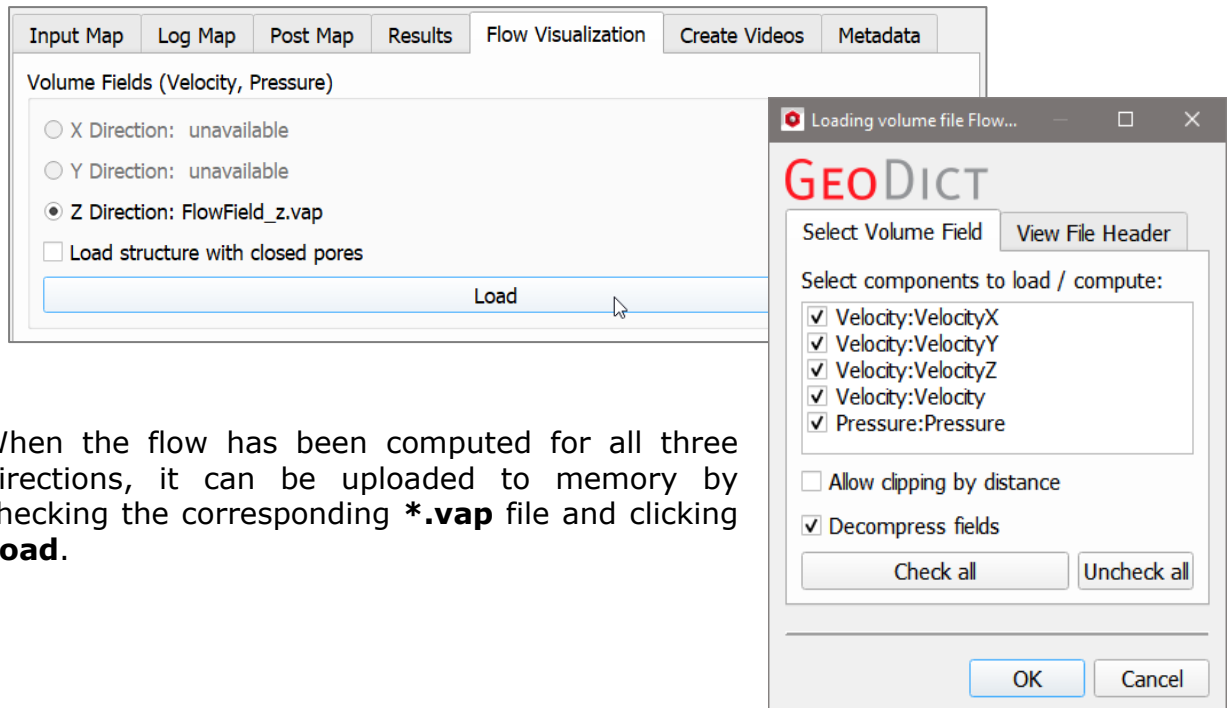 Input Map Log Map Post Map Results Flow Visualization Create Videos Metadata
Volume Fields (Velocity, Pressure)
X Direction: unavailable
Y Direction: unavailable
Z Direction: FlowField_z.vap
Load structure with closed pores
Load
Loading volume file Flow...
GEODICT
Select Volume Field View File Header
Select components to load / compute:
Velocity:VelocityX
Velocity:VelocityY
Velocity:VelocityZ
Velocity:Velocity
Pressure:Pressure
Allow clipping by distance
Decompress fields
Check all Uncheck all
OK Cancel
When the flow has been computed for all three
directions, it can be uploaded to memory by
checking the corresponding *.vap file and clicking
Load.